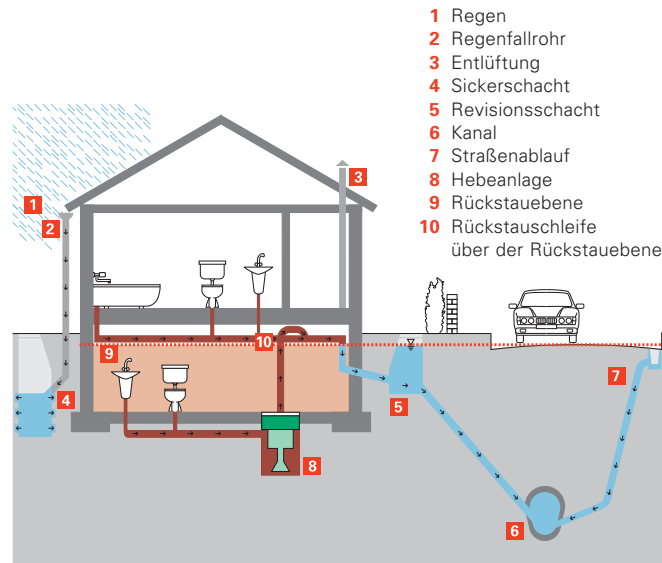 1 Regen
2 Regenfallrohr
3 Entlüftung
4 Sickerschacht
5 Revisionsschacht
6 Kanal
7 Straßenablauf
8 Hebeanlage
9 Rückstauebene
10 Rückstauschleife
über der Rückstauebene
1
2
3
10
9
4
5
7
8
6